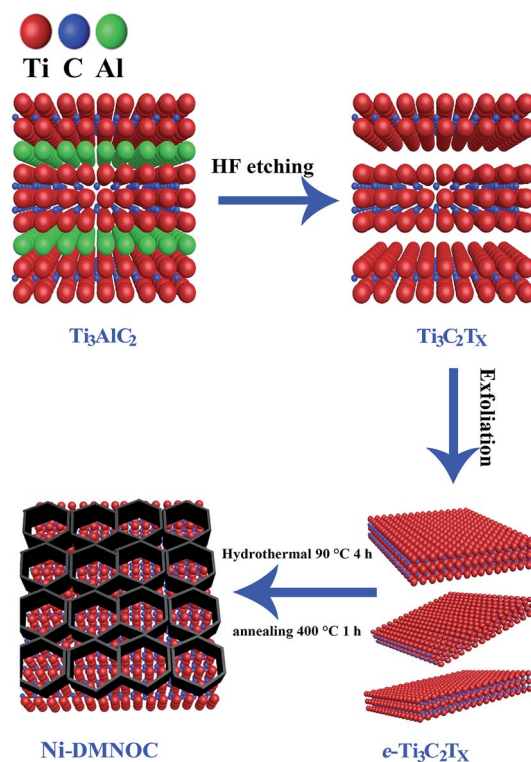 Ti C Al
HF etching
Ti₃AlC₂
Ti₃C₂Tₓ
Exfoliation
Hydrothermal 90 °C 4 h
annealing 400 °C 1 h
Ni-DMNOC
e-Ti₃C₂Tₓ